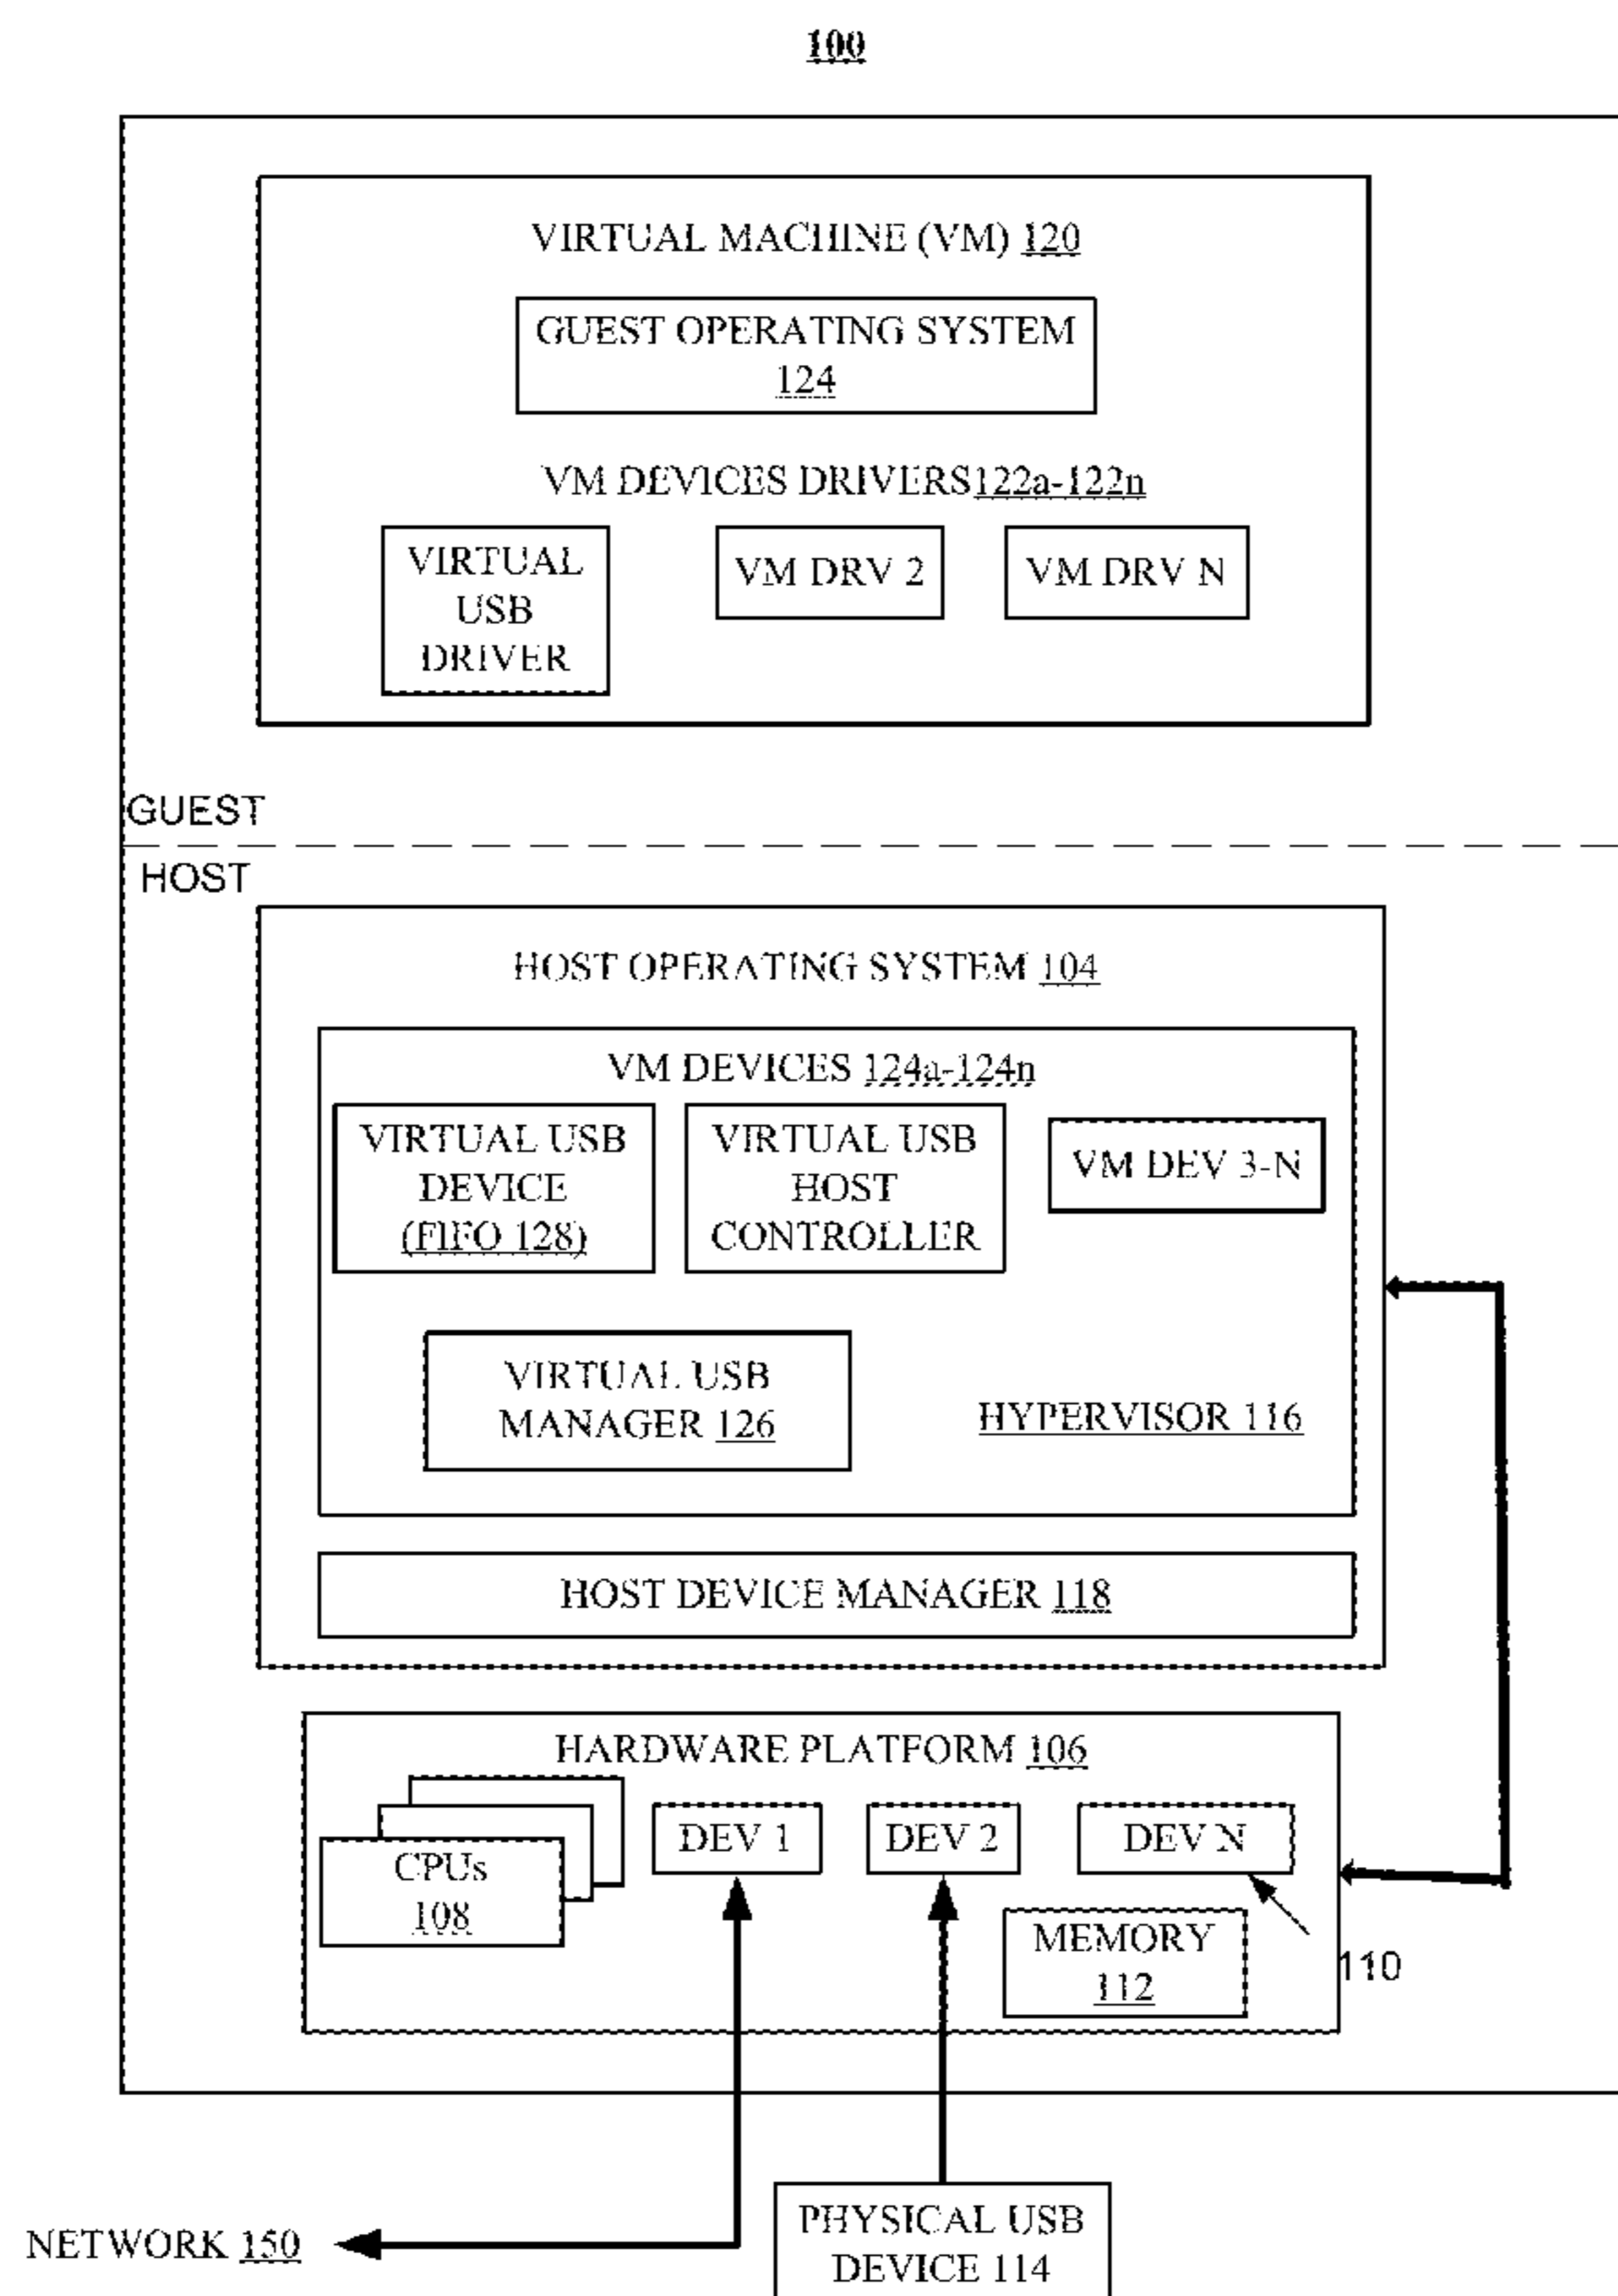 100
VIRTUAL MACHINE (VM) 120
GUEST OPERATING SYSTEM
124
VM DEVICES DRIVERS122a-122n
VIRTUAL
USB
DRIVER
VM DRV 2
VM DRV N
GUEST
HOST
HOST OPERATING SYSTEM 104
VM DEVICES 124a-124n
VIRTUAL USB
DEVICE
(FIFO 128)
VIRTUAL USB
HOST
CONTROLLER
VM DEV 3-N
VIRTUAL USB
MANAGER 126
HYPERVISOR 116
HOST DEVICE MANAGER 118
HARDWARE PLATFORM 106
CPUs
108
DEV 1
DEV 2
DEV N
MEMORY
112
110
NETWORK 150
PHYSICAL USB
DEVICE 114